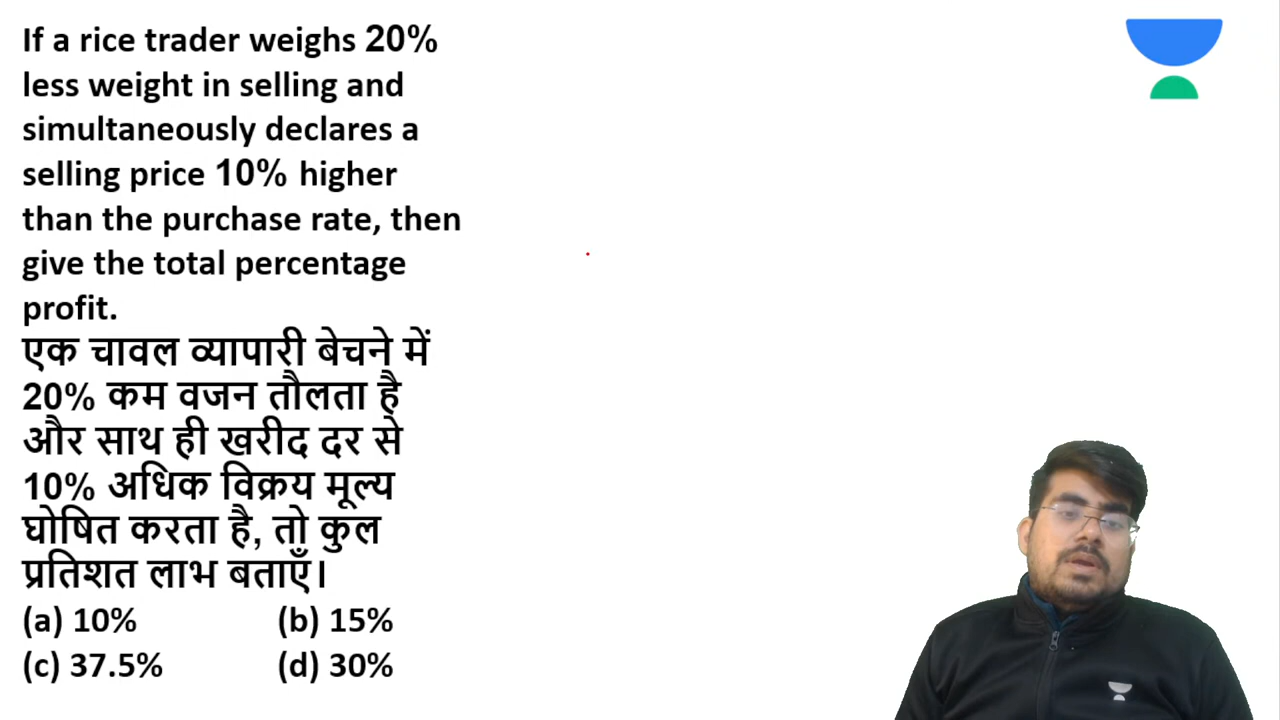 If a rice trader weighs 20%
less weight in selling and
simultaneously declares a
selling price 10% higher
than the purchase rate, then
give the total percentage
profit.
एक चावल व्यापारी बेचने में
20% कम वजन तौलता है
और साथ ही खरीद दर से
10% अधिक विक्रय मूल्य
घोषित करता है, तो कुल
प्रतिशत लाभ बताएँ।
(a) 10% (b) 15%
(c) 37.5% (d) 30%